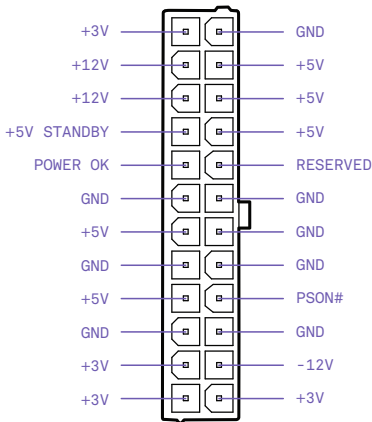 +3V GND
+12V +5V
+12V +5V
+5V STANDBY +5V
POWER OK RESERVED
GND GND
+5V GND
GND GND
+5V PSON#
GND GND
+3V -12V
+3V +3V